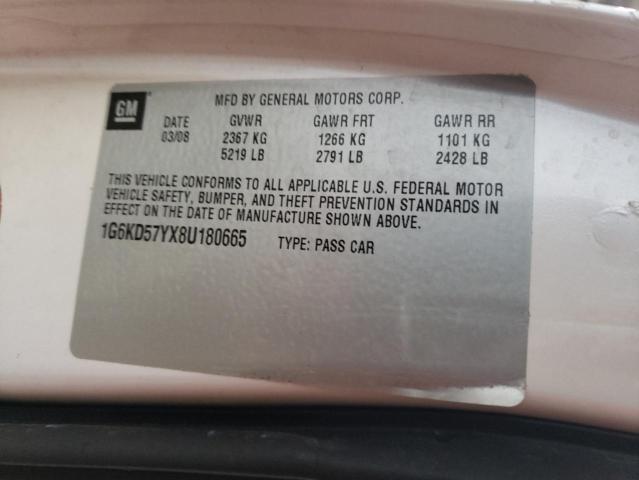 GM
MFD BY GENERAL MOTORS CORP.
DATE GVWR GAWR FRT GAWR RR
03/08 2367 KG 1266 KG 1101 KG
5219 LB 2791 LB 2428 LB
THIS VEHICLE CONFORMS TO ALL APPLICABLE U.S. FEDERAL MOTOR
VEHICLE SAFETY, BUMPER, AND THEFT PREVENTION STANDARDS IN
EFFECT ON THE DATE OF MANUFACTURE SHOWN ABOVE.
1G6KD57YX8U180665 TYPE: PASS CAR